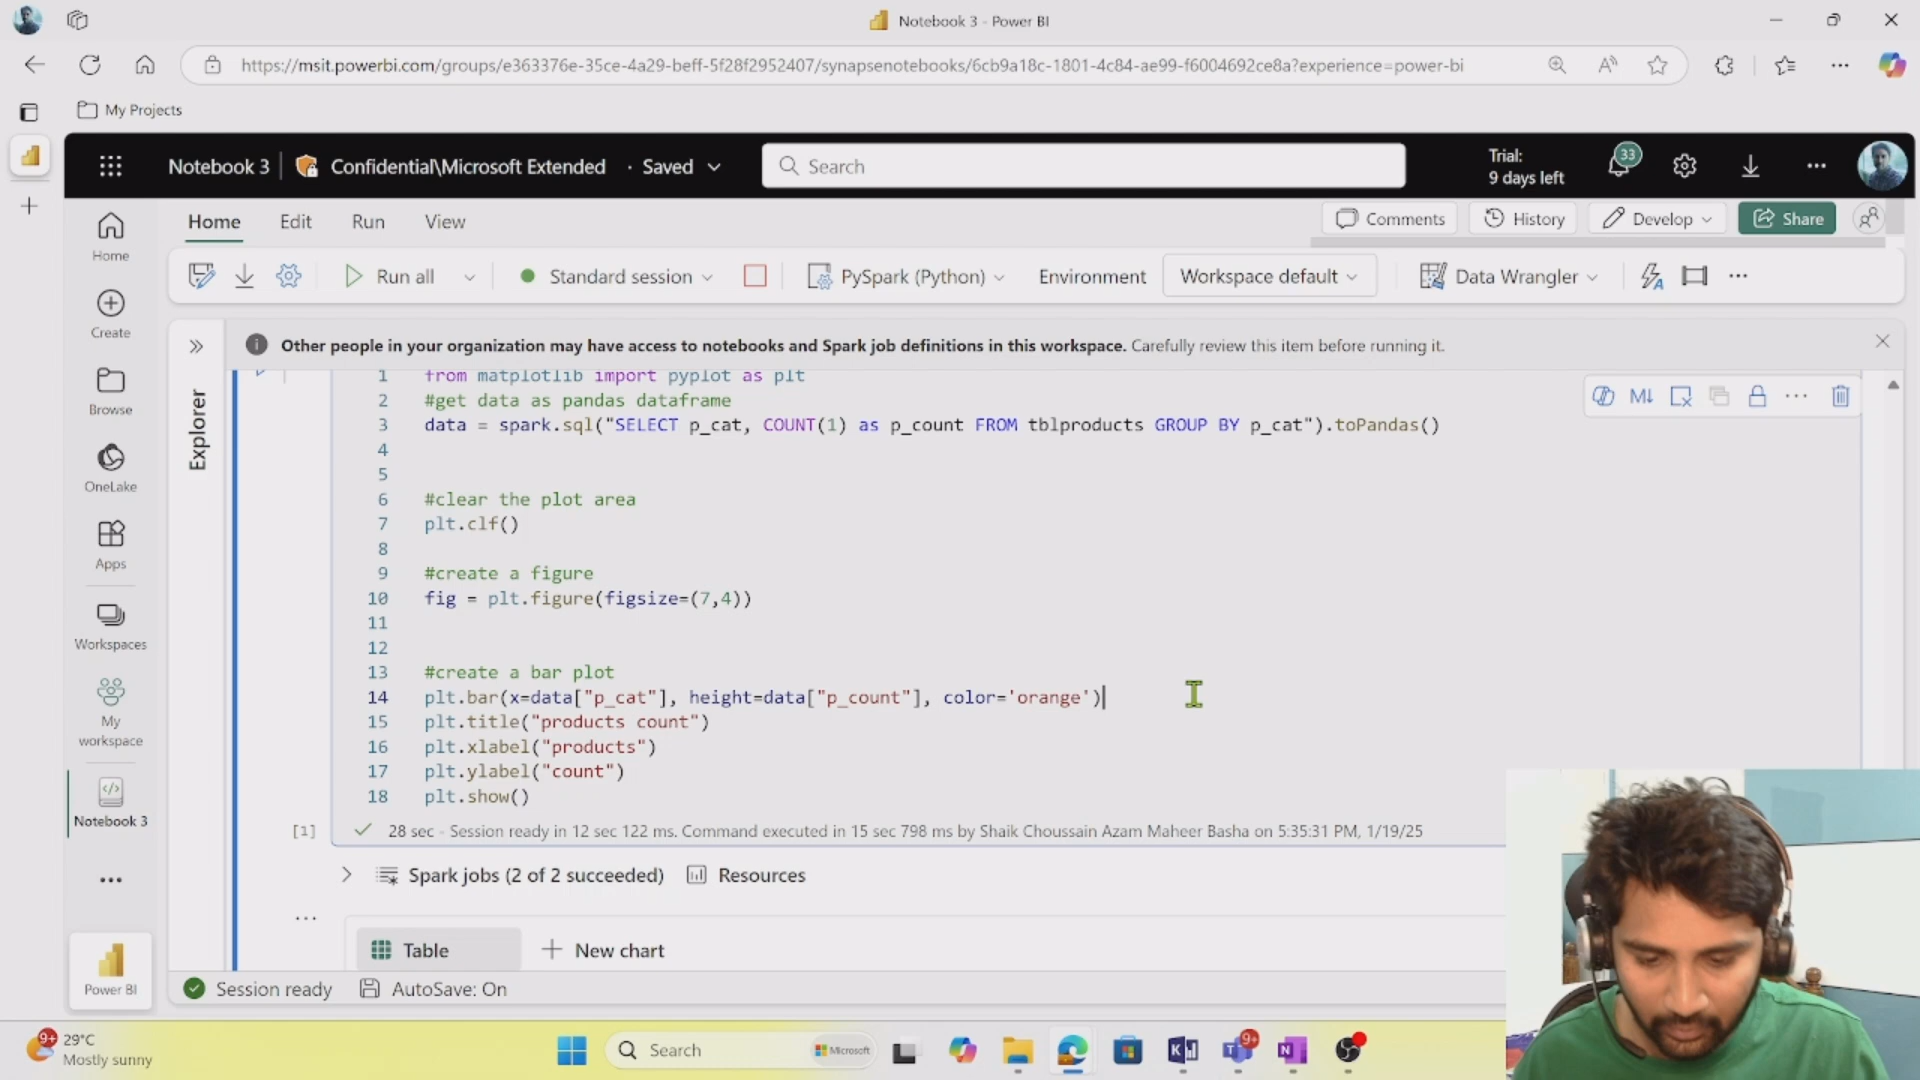 Notebook 3 - Power BI
https://msit.powerbi.com/groups/e363376e-35ce-4a29-beff-5f28f2952407/synapsenotebooks/6cb9a18c-1801-4c84-ae99-f6004692ce8a?experience=power-bi
My Projects
Notebook 3
Confidential\Microsoft Extended
· Saved
Search
Trial:
9 days left
33
Home
Edit
Run
View
Comments
History
Develop
Share
Run all
Standard session
PySpark (Python)
Environment
Workspace default
Data Wrangler
Home
Create
Browse
OneLake
Apps
Workspaces
My
workspace
Notebook 3
Power BI
Explorer
Other people in your organization may have access to notebooks and Spark job definitions in this workspace. Carefully review this item before running it.
M↓
1 from matplotlib import pyplot as plt
2 #get data as pandas dataframe
3 data = spark.sql("SELECT p_cat, COUNT(1) as p_count FROM tblproducts GROUP BY p_cat").toPandas()
4
5
6 #clear the plot area
7 plt.clf()
8
9 #create a figure
10 fig = plt.figure(figsize=(7,4))
11
12
13 #create a bar plot
14 plt.bar(x=data["p_cat"], height=data["p_count"], color='orange')
15 plt.title("products count")
16 plt.xlabel("products")
17 plt.ylabel("count")
18 plt.show()
[1] 28 sec - Session ready in 12 sec 122 ms. Command executed in 15 sec 798 ms by Shaik Choussain Azam Maheer Basha on 5:35:31 PM, 1/19/25
Spark jobs (2 of 2 succeeded)
Resources
Table
New chart
Session ready
AutoSave: On
9+
29°C
Mostly sunny
Search
Microsoft
9+